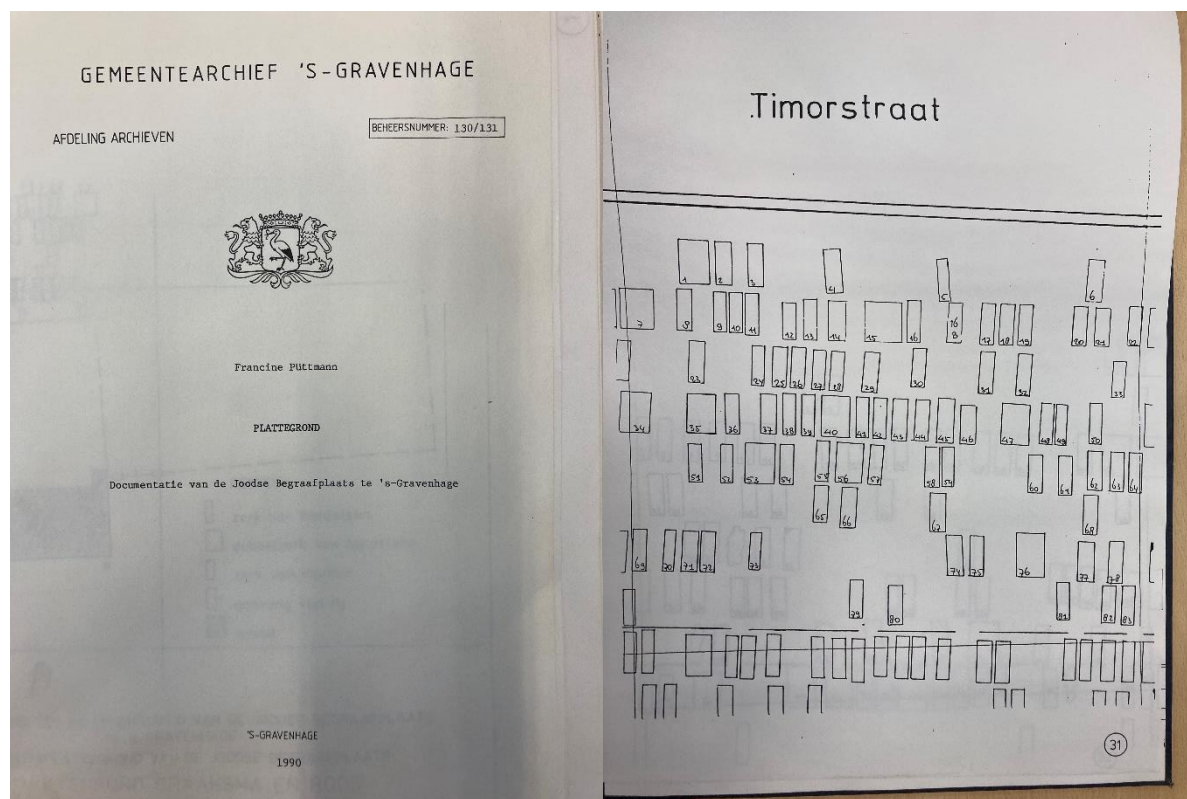 GEMEENTEARCHIEF 'S-GRAVENHAGE
AFDELING ARCHIEVEN
BEHEERSNUMMER: 130/131
Francine Püttmann
PLATTEGROND
Documentatie van de Joodse Begraafplaats te 's-Gravenhage
'S-GRAVENHAGE
1990
Timorstraat
1 2 3 4 5 6
7 8 9 10 11 12 13 14 15 16 16 B 17 18 19 20 21 22
23 24 25 26 27 28 29 30 31 32 33
34 35 36 37 38 39 40 41 42 43 44 45 46 47 48 49 50
51 52 53 54 55 56 57 58 59 60 61 62 63 64
65 66 67 68
69 70 71 72 73 74 75 76 77 78
79 80 81 82 83
31